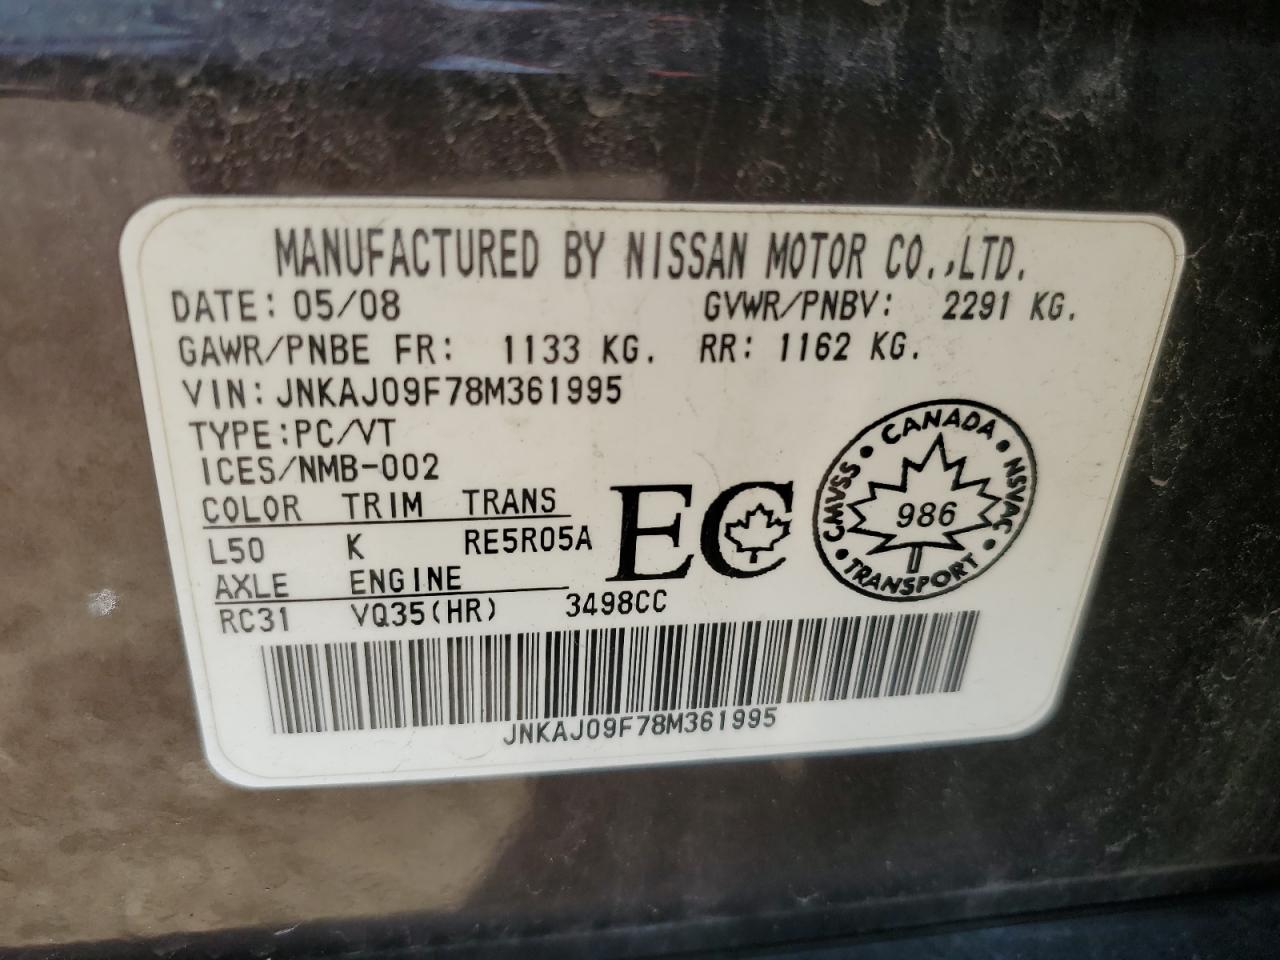 MANUFACTURED BY NISSAN MOTOR CO.,LTD.
DATE: 05/08 GVWR/PNBV: 2291 KG.
GAWR/PNBE FR: 1133 KG. RR: 1162 KG.
VIN: JNKAJ09F78M361995
TYPE: PC/VT
ICES/NMB-002
COLOR TRIM TRANS
L50 K RE5R05A
AXLE ENGINE
RC31 VQ35(HR) 3498CC
EC
CANADA
CMVSS
NSVAC
986
TRANSPORT
JNKAJ09F78M361995